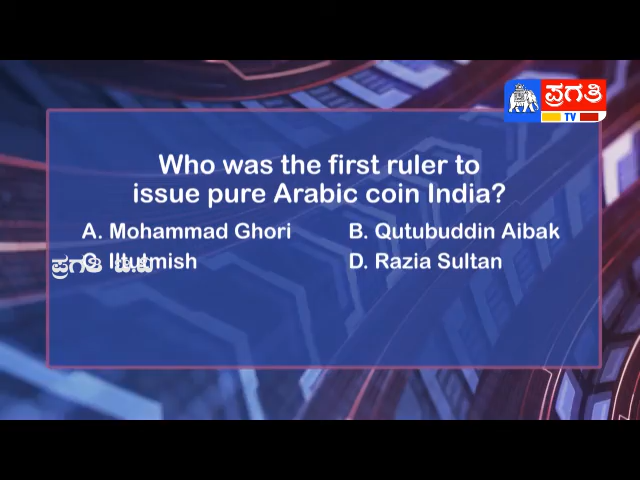 ಪ್ರಗತಿ
TV
Who was the first ruler to
issue pure Arabic coin India?
A. Mohammad Ghori
B. Qutubuddin Aibak
C. Iltutmish
D. Razia Sultan
ಪ್ರಗತಿ